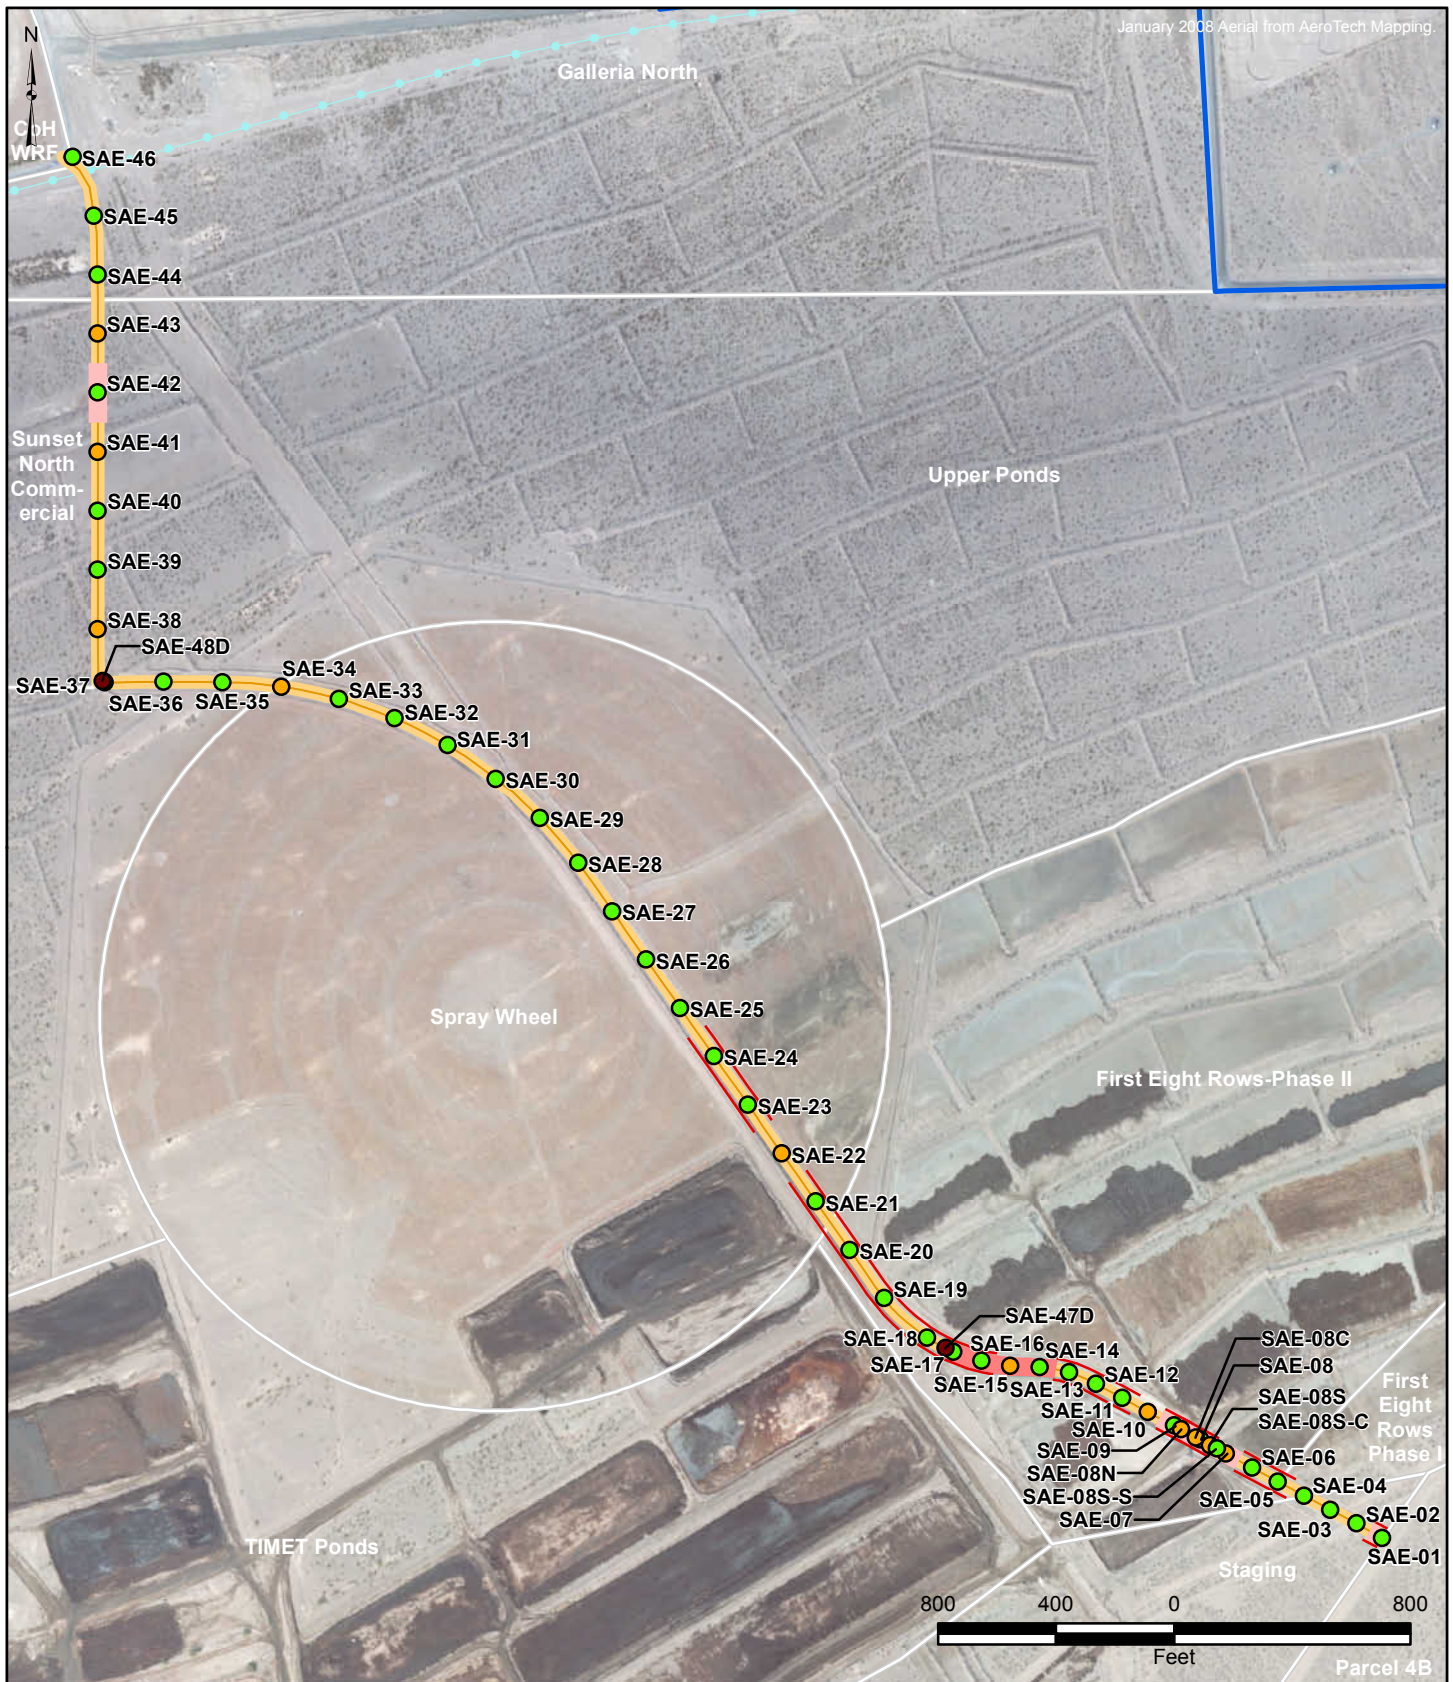 January 2008 Aerial from AeroTech Mapping.
N
Galleria North
CoH
WRF
SAE-46
SAE-45
SAE-44
SAE-43
SAE-42
SAE-41
Sunset
North
Comm-
ercial
Upper Ponds
SAE-40
SAE-39
SAE-38
SAE-48D
SAE-37
SAE-36
SAE-35
SAE-34
SAE-33
SAE-32
SAE-31
SAE-30
SAE-29
SAE-28
SAE-27
SAE-26
SAE-25
Spray Wheel
SAE-24
First Eight Rows-Phase II
SAE-23
SAE-22
SAE-21
SAE-20
SAE-19
SAE-47D
SAE-18
SAE-17
SAE-16
SAE-15
SAE-14
SAE-13
SAE-12
SAE-11
SAE-10
SAE-09
SAE-08N
SAE-08S-S
SAE-07
SAE-08C
SAE-08
SAE-08S
SAE-08S-C
First
Eight
Rows
Phase I
SAE-06
SAE-05
SAE-04
SAE-03
SAE-02
SAE-01
TIMET Ponds
Staging
800 400 0 800
Feet
Parcel 4B